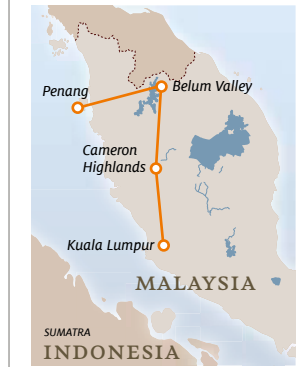 Penang
Belum Valley
Cameron
Highlands
Kuala Lumpur
MALAYSIA
SUMATRA
INDONESIA